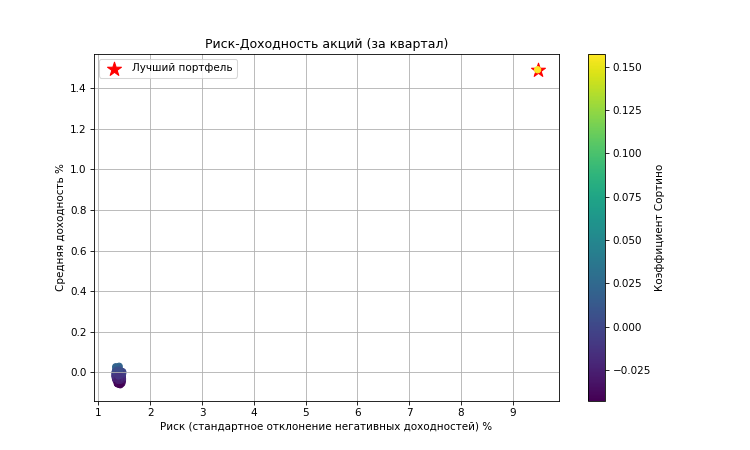 Риск-Доходность акций (за квартал)
Лучший портфель
Средняя доходность %
1.4
1.2
1.0
0.8
0.6
0.4
0.2
0.0
1 2 3 4 5 6 7 8 9
Риск (стандартное отклонение негативных доходностей) %
0.150
0.125
0.100
0.075
0.050
0.025
0.000
−0.025
Коэффициент Сортино